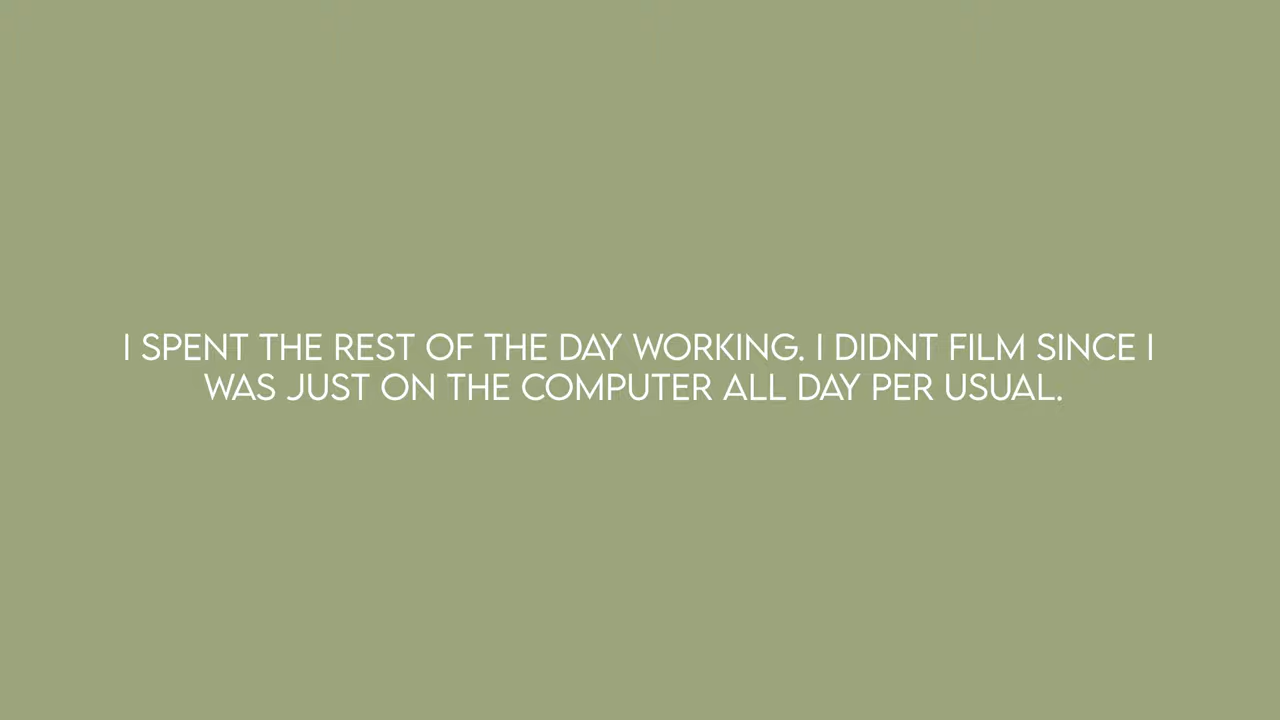 I SPENT THE REST OF THE DAY WORKING. I DIDNT FILM SINCE I
WAS JUST ON THE COMPUTER ALL DAY PER USUAL.